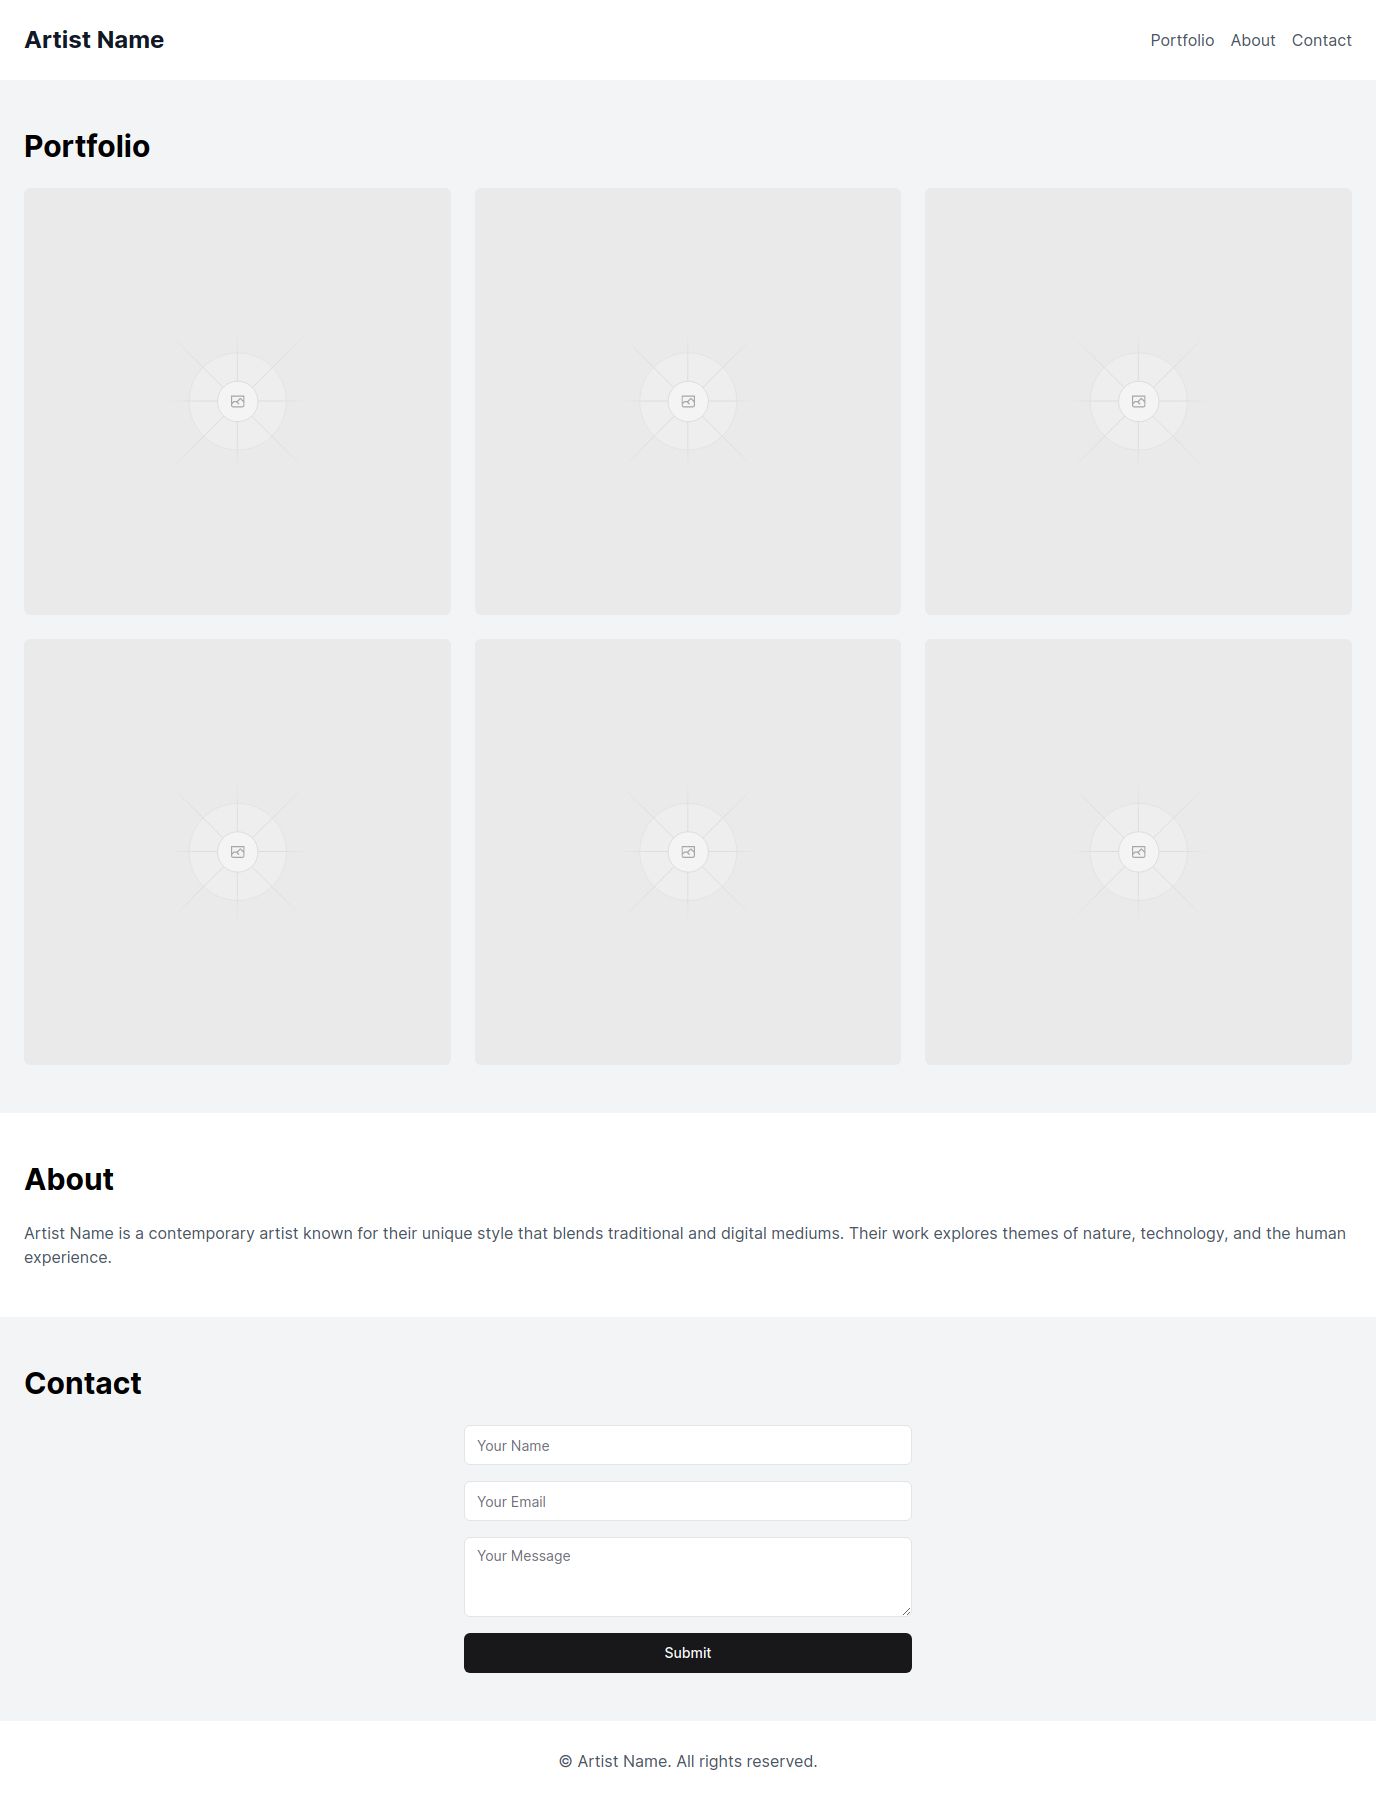 Artist Name
Portfolio About Contact
Portfolio
About
Artist Name is a contemporary artist known for their unique style that blends traditional and digital mediums. Their work explores themes of nature, technology, and the human
experience.
Contact
Your Name
Your Email
Your Message
Submit
© Artist Name. All rights reserved.